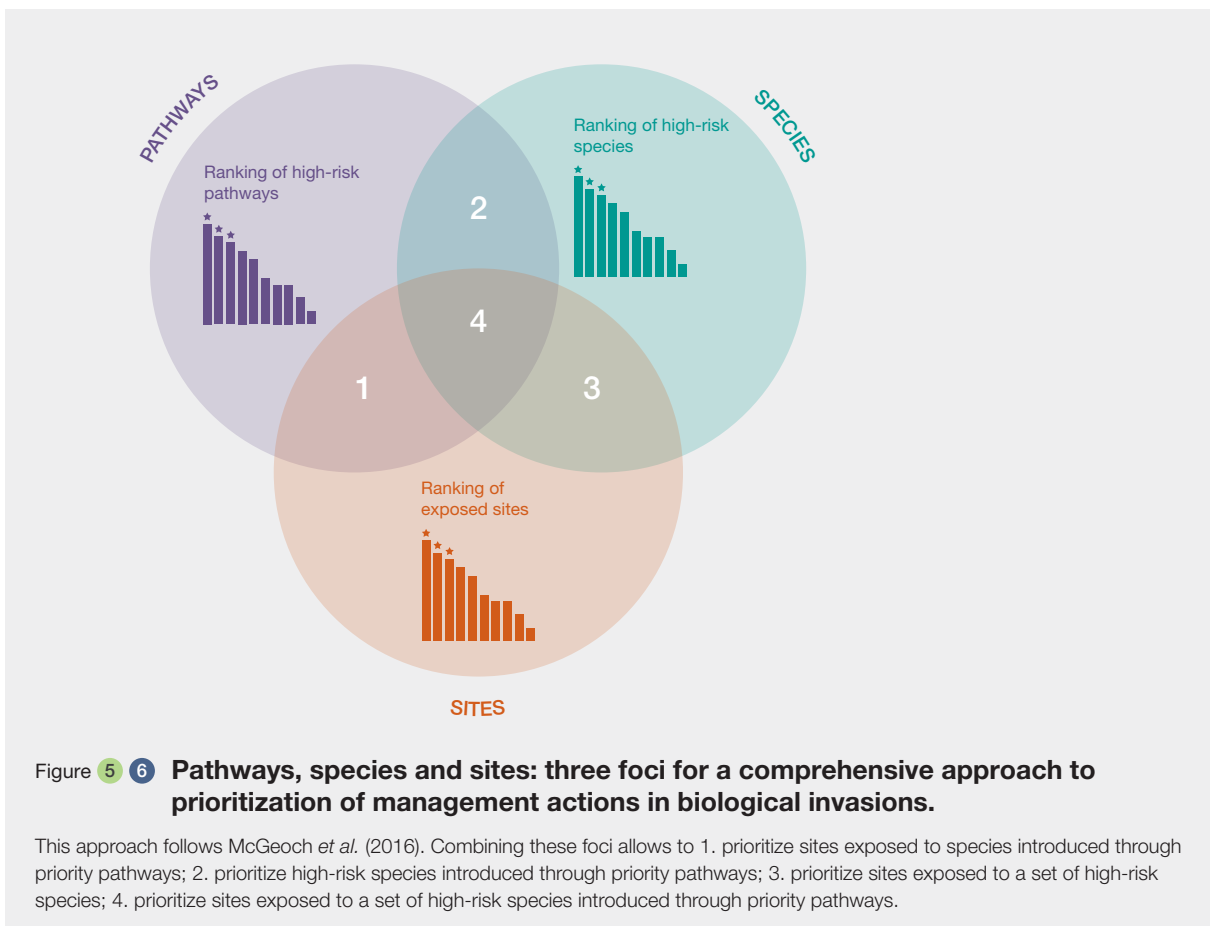 PATHWAYS
SPECIES
Ranking of high-risk
species
Ranking of high-risk
pathways
2
4
1
3
Ranking of
exposed sites
SITES
Figure 5 6 Pathways, species and sites: three foci for a comprehensive approach to
prioritization of management actions in biological invasions.
This approach follows McGeoch et al. (2016). Combining these foci allows to 1. prioritize sites exposed to species introduced through
priority pathways; 2. prioritize high-risk species introduced through priority pathways; 3. prioritize sites exposed to a set of high-risk
species; 4. prioritize sites exposed to a set of high-risk species introduced through priority pathways.